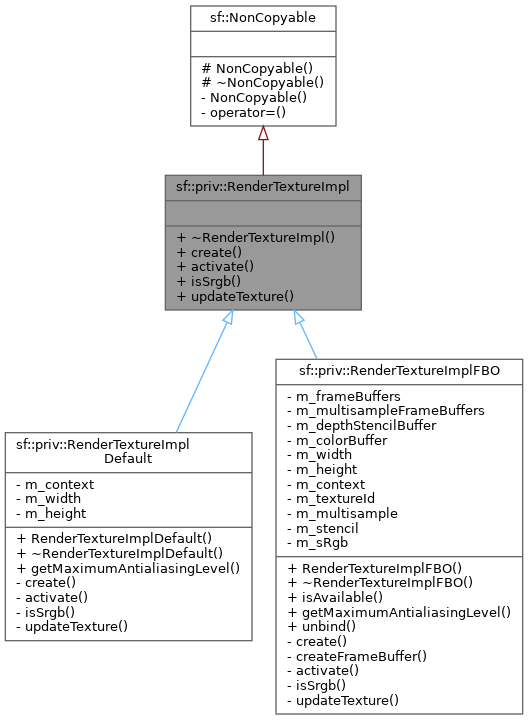 sf::NonCopyable
# NonCopyable()
# ~NonCopyable()
- NonCopyable()
- operator=()
sf::priv::RenderTextureImpl
+ ~RenderTextureImpl()
+ create()
+ activate()
+ isSrgb()
+ updateTexture()
sf::priv::RenderTextureImpl
Default
- m_context
- m_width
- m_height
+ RenderTextureImplDefault()
+ ~RenderTextureImplDefault()
+ getMaximumAntialiasingLevel()
- create()
- activate()
- isSrgb()
- updateTexture()
sf::priv::RenderTextureImplFBO
- m_frameBuffers
- m_multisampleFrameBuffers
- m_depthStencilBuffer
- m_colorBuffer
- m_width
- m_height
- m_context
- m_textureId
- m_multisample
- m_stencil
- m_sRgb
+ RenderTextureImplFBO()
+ ~RenderTextureImplFBO()
+ isAvailable()
+ getMaximumAntialiasingLevel()
+ unbind()
- create()
- createFrameBuffer()
- activate()
- isSrgb()
- updateTexture()